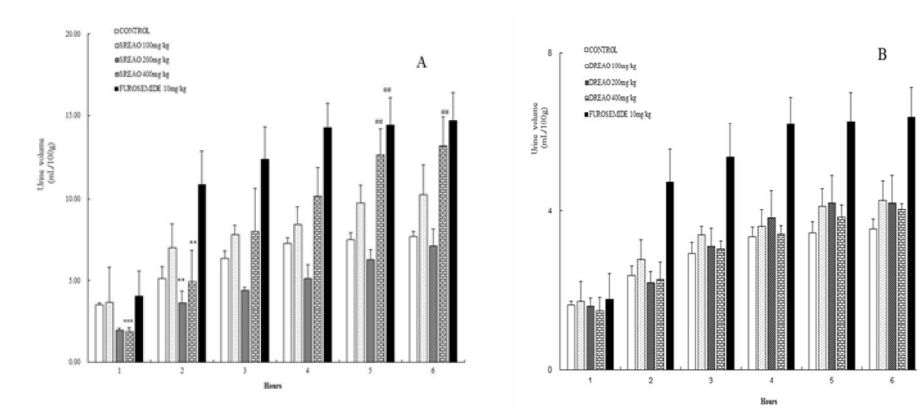 CONTROL
SREAO 100mg kg
SREAO 200mg kg
SREAO 400mg kg
FUROSEMIDE 10mg kg
A
Urine volume
(mL/100g)
20.00
15.00
10.00
5.00
0.00
***
**
**
##
##
##
1 2 3 4 5 6
Hours
CONTROL
DREAO 100mg kg
DREAO 200mg kg
DREAO 400mg kg
FUROSEMIDE 10mg kg
B
Urine volume
(mL/100g)
8
4
0
1 2 3 4 5 6
Hours